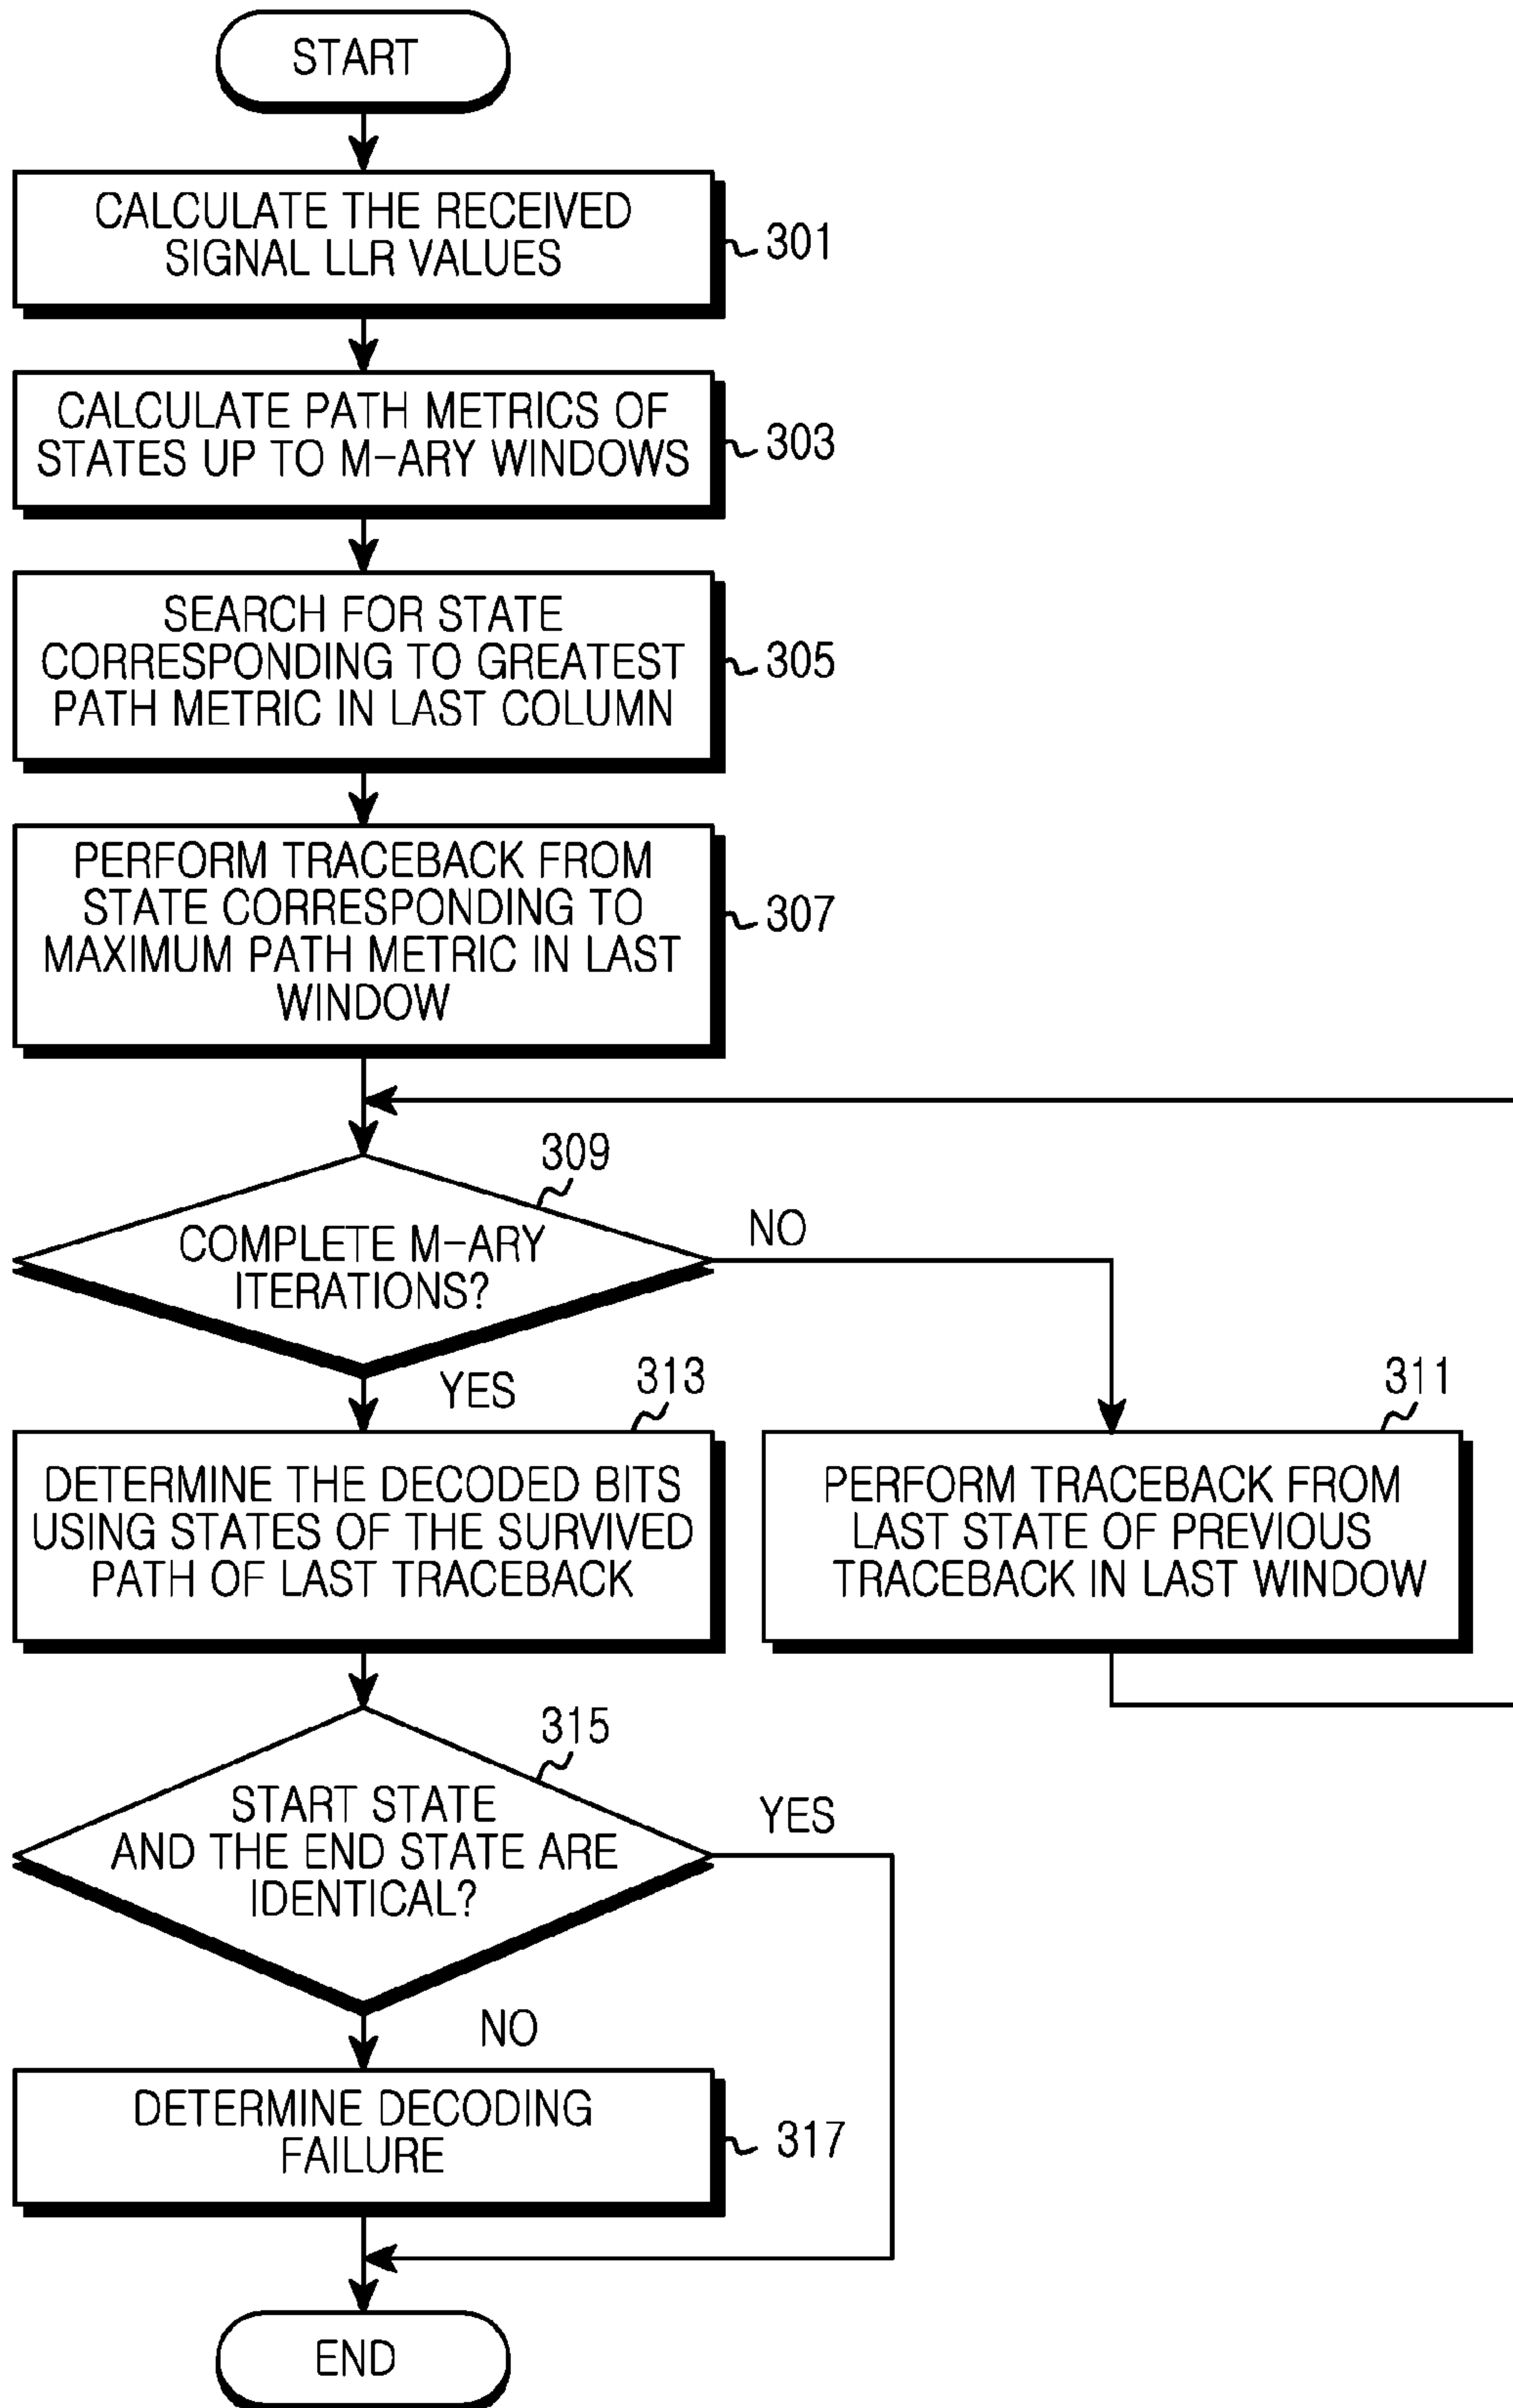 START
CALCULATE THE RECEIVED
SIGNAL LLR VALUES
301
CALCULATE PATH METRICS OF
STATES UP TO M-ARY WINDOWS
303
SEARCH FOR STATE
CORRESPONDING TO GREATEST
PATH METRIC IN LAST COLUMN
305
PERFORM TRACEBACK FROM
STATE CORRESPONDING TO
MAXIMUM PATH METRIC IN LAST
WINDOW
307
309
COMPLETE M-ARY
ITERATIONS?
NO
YES
313
DETERMINE THE DECODED BITS
USING STATES OF THE SURVIVED
PATH OF LAST TRACEBACK
311
PERFORM TRACEBACK FROM
LAST STATE OF PREVIOUS
TRACEBACK IN LAST WINDOW
315
START STATE
AND THE END STATE ARE
IDENTICAL?
YES
NO
DETERMINE DECODING
FAILURE
317
END